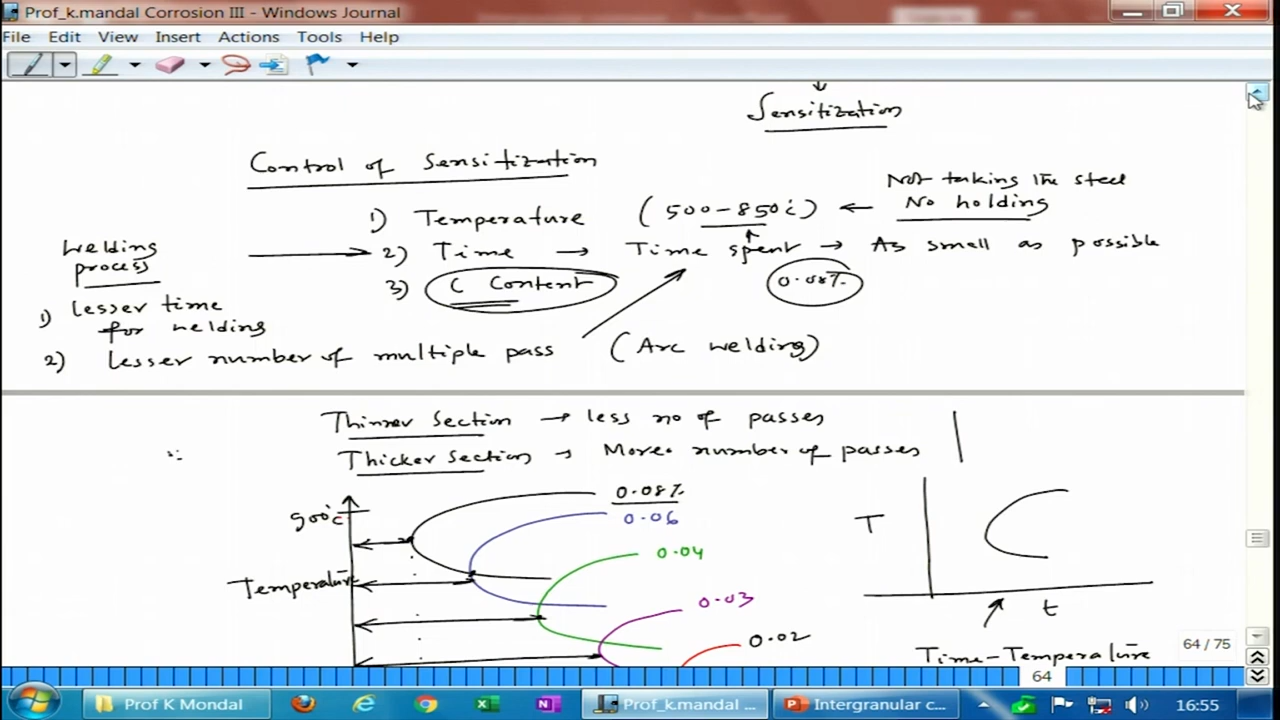 Prof_k.mandal Corrosion III - Windows Journal
File Edit View Insert Actions Tools Help
Sensitization
Control of Sensitization
1) Temperature (500-850°C) ← Not taking the steel
No holding
welding process
2) Time → Time spent → As small as possible
3) C Content
0.08%
1) lesser time
for welding
2) lesser number of multiple pass (Arc welding)
Thinner section → less no of passes
Thicker section → More number of passes
900°C
0.08%
0.06
0.04
Temperature
0.03
0.02
T
t
Time-Temperature
64 / 75
64
Prof K Mondal
Prof_k.mandal ...
Intergranular c...
16:55